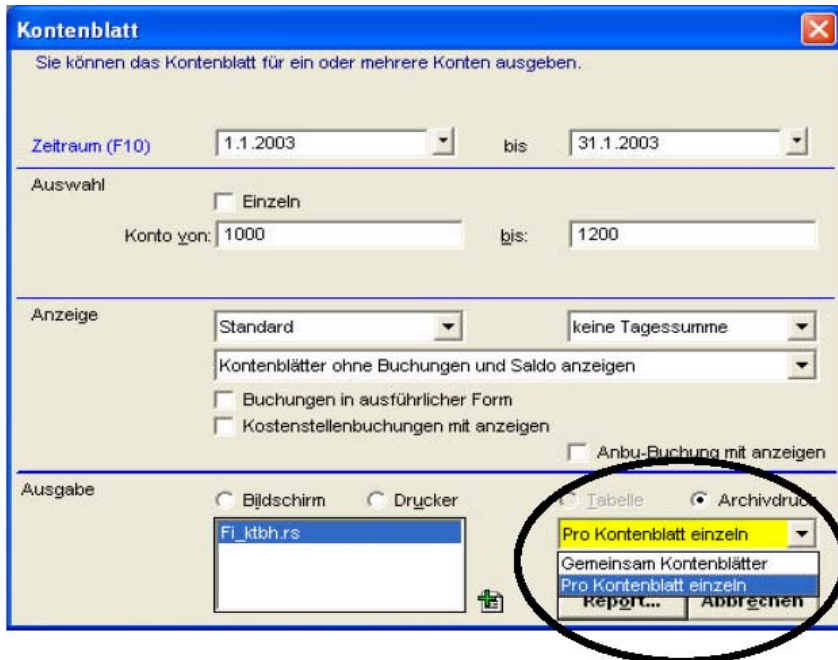 Kontenblatt
Sie können das Kontenblatt für ein oder mehrere Konten ausgeben.
Zeitraum (F10) 1.1.2003 bis 31.1.2003
Auswahl
Einzeln
Konto von: 1000 bis: 1200
Anzeige
Standard keine Tagessumme
Kontenblätter ohne Buchungen und Saldo anzeigen
Buchungen in ausführlicher Form
Kostenstellenbuchungen mit anzeigen
Anbu-Buchung mit anzeigen
Ausgabe
Bildschirm Drucker Tabelle Archivdruck
Fi_ktbh.rs Pro Kontenblatt einzeln
Gemeinsam Kontenblätter
Pro Kontenblatt einzeln
Report... Abbrechen